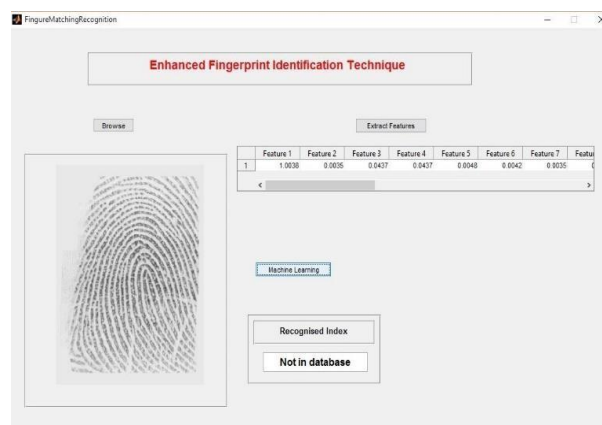 FingureMatchingRecognition
Enhanced Fingerprint Identification Technique
Browse
Extract Features
Feature 1 Feature 2 Feature 3 Feature 4 Feature 5 Feature 6 Feature 7 Featu
1 1.0038 0.0035 0.0437 0.0437 0.0048 0.0042 0.0035
Machine Learning
Recognised Index
Not in database